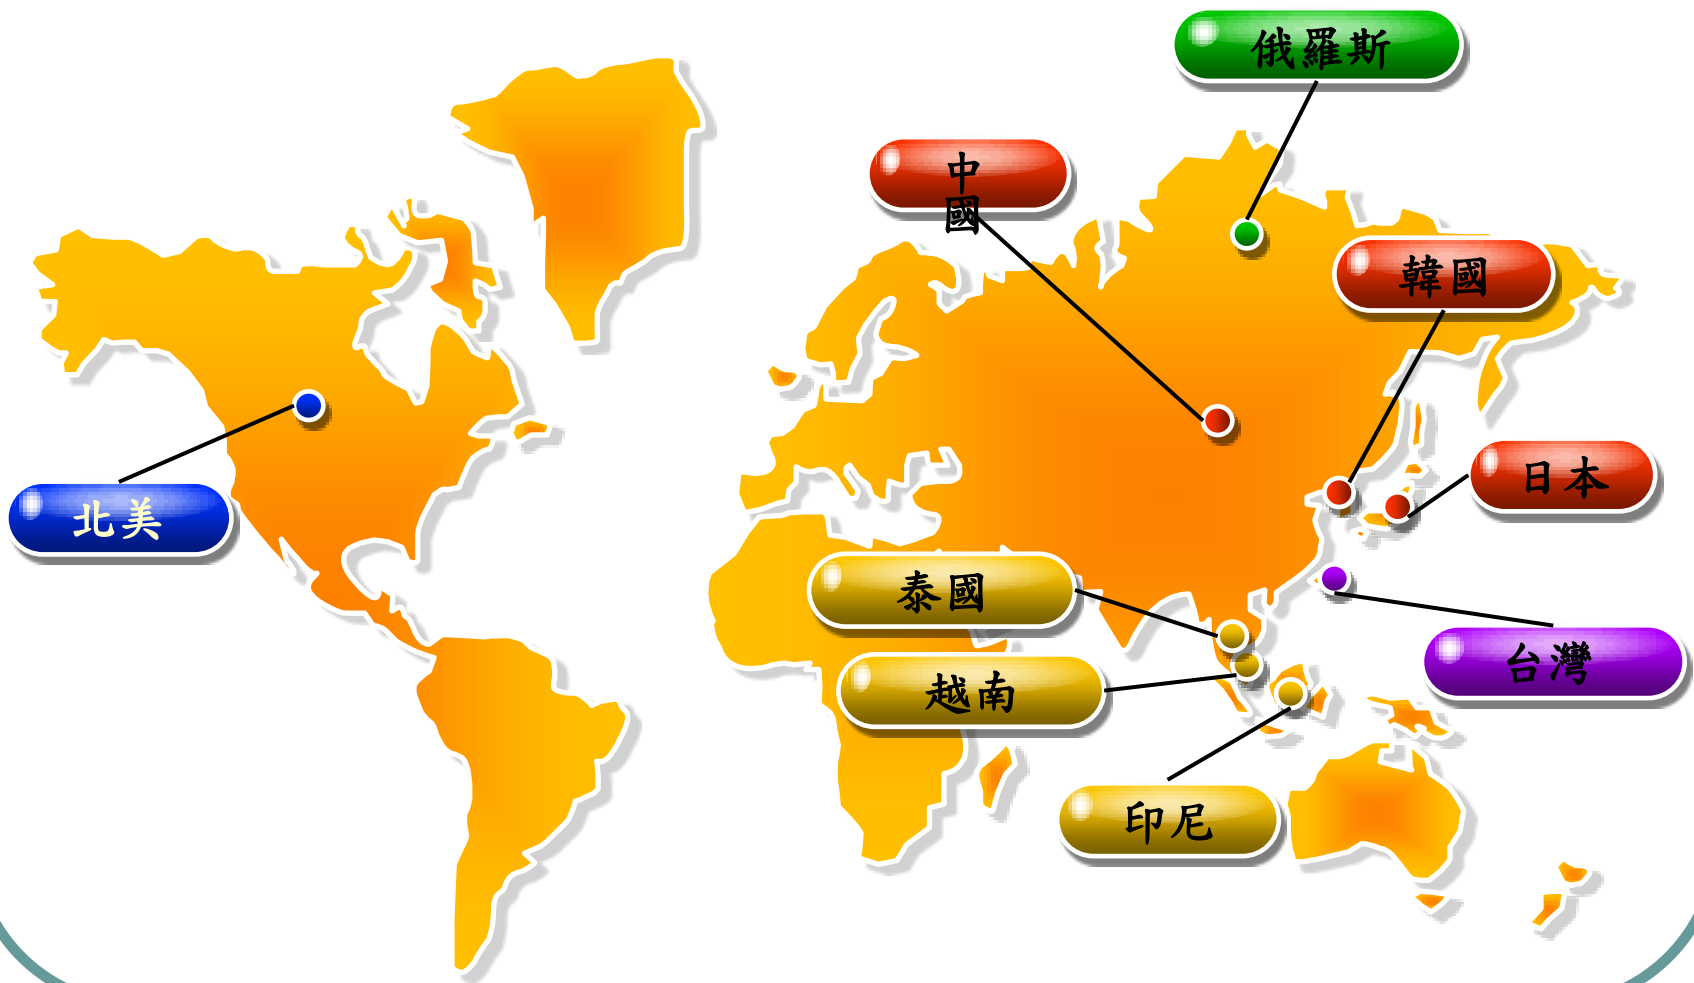 俄羅斯
中
國
韓國
日本
北美
泰國
越南
台灣
印尼